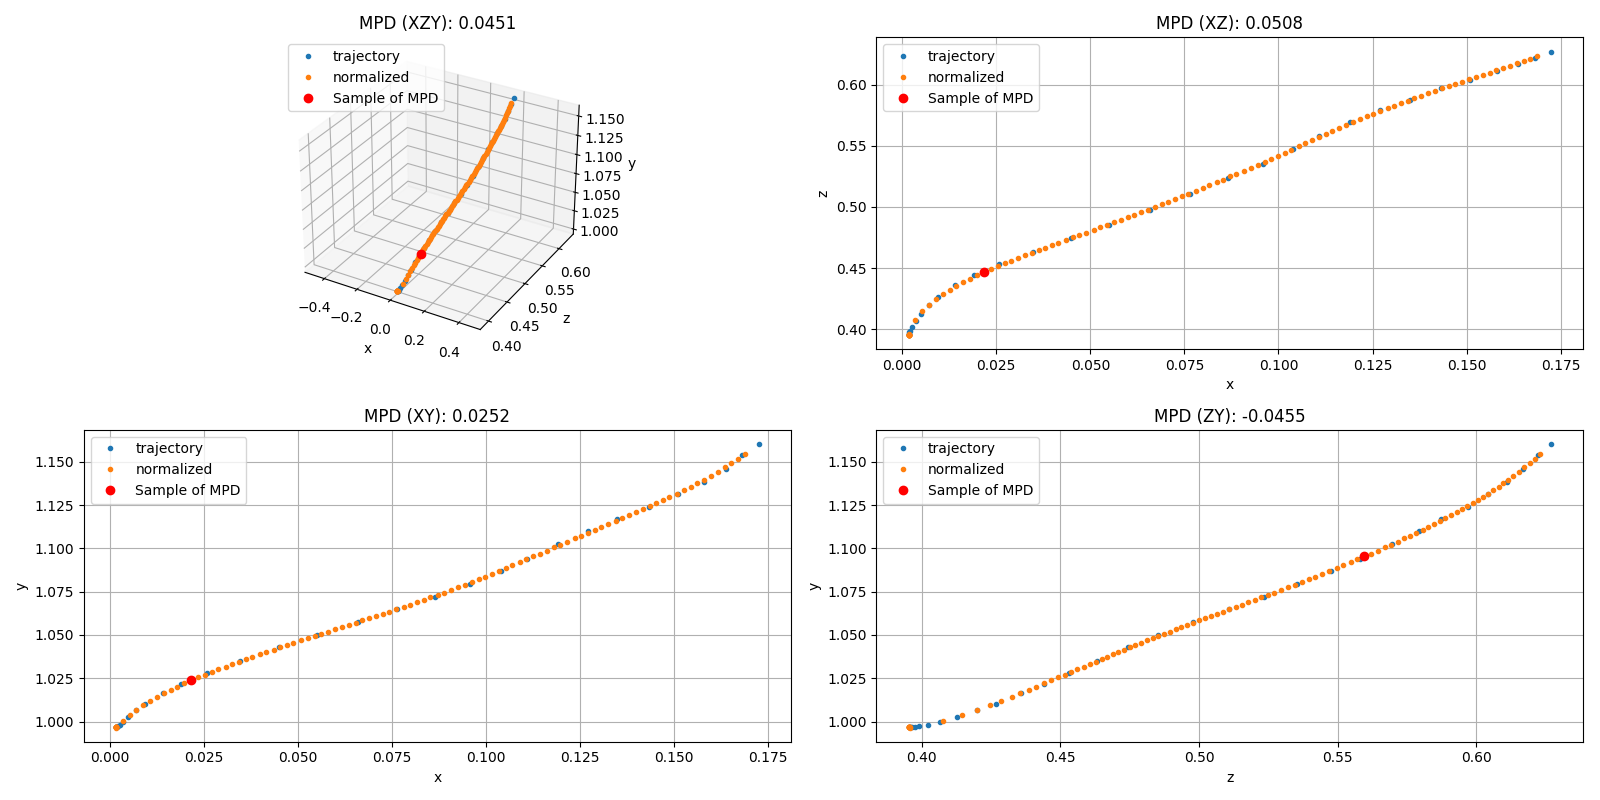 MPD (XZY): 0.0451
trajectory
normalized
Sample of MPD
1.150
1.125
1.100
1.075
1.050
1.025
1.000
y
0.60
0.55
0.50
0.45
0.40
z
−0.4
−0.2
0.0
0.2
0.4
x
MPD (XZ): 0.0508
trajectory
normalized
Sample of MPD
0.60
0.55
0.50
0.45
0.40
z
0.000 0.025 0.050 0.075 0.100 0.125 0.150 0.175
x
MPD (XY): 0.0252
trajectory
normalized
Sample of MPD
1.150
1.125
1.100
1.075
1.050
1.025
1.000
y
0.000 0.025 0.050 0.075 0.100 0.125 0.150 0.175
x
MPD (ZY): -0.0455
trajectory
normalized
Sample of MPD
1.150
1.125
1.100
1.075
1.050
1.025
1.000
y
0.40 0.45 0.50 0.55 0.60
z